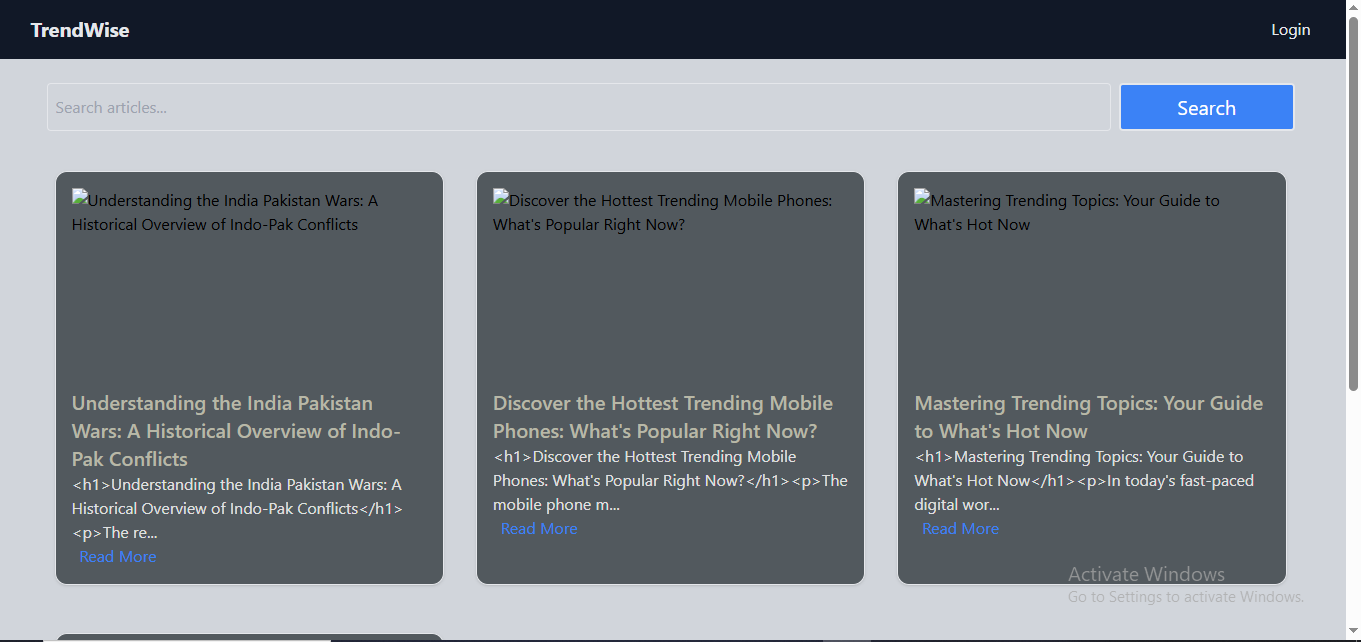 TrendWise
Login
Search articles...
Search
Understanding the India Pakistan Wars: A
Historical Overview of Indo-Pak Conflicts
Understanding the India Pakistan
Wars: A Historical Overview of Indo-
Pak Conflicts
<h1>Understanding the India Pakistan Wars: A
Historical Overview of Indo-Pak Conflicts</h1>
<p>The re...
Read More
Discover the Hottest Trending Mobile Phones:
What's Popular Right Now?
Discover the Hottest Trending Mobile
Phones: What's Popular Right Now?
<h1>Discover the Hottest Trending Mobile
Phones: What's Popular Right Now?</h1><p>The
mobile phone m...
Read More
Mastering Trending Topics: Your Guide to
What's Hot Now
Mastering Trending Topics: Your Guide
to What's Hot Now
<h1>Mastering Trending Topics: Your Guide to
What's Hot Now</h1><p>In today's fast-paced
digital wor...
Read More
Activate Windows
Go to Settings to activate Windows.